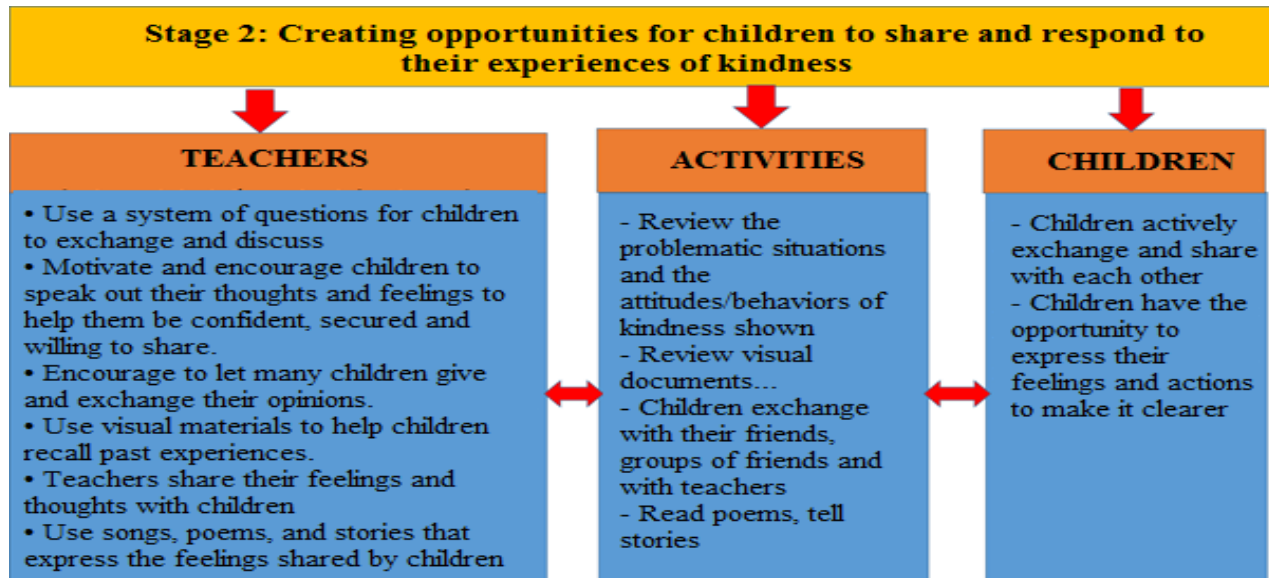 Stage 2: Creating opportunities for children to share and respond to
their experiences of kindness
TEACHERS
• Use a system of questions for children
to exchange and discuss
• Motivate and encourage children to
speak out their thoughts and feelings to
help them be confident, secured and
willing to share.
• Encourage to let many children give
and exchange their opinions.
• Use visual materials to help children
recall past experiences.
• Teachers share their feelings and
thoughts with children
• Use songs, poems, and stories that
express the feelings shared by children
ACTIVITIES
- Review the
problematic situations
and the
attitudes/behaviors of
kindness shown
- Review visual
documents...
- Children exchange
with their friends,
groups of friends and
with teachers
- Read poems, tell
stories
CHILDREN
- Children actively
exchange and share
with each other
- Children have the
opportunity to
express their
feelings and actions
to make it clearer